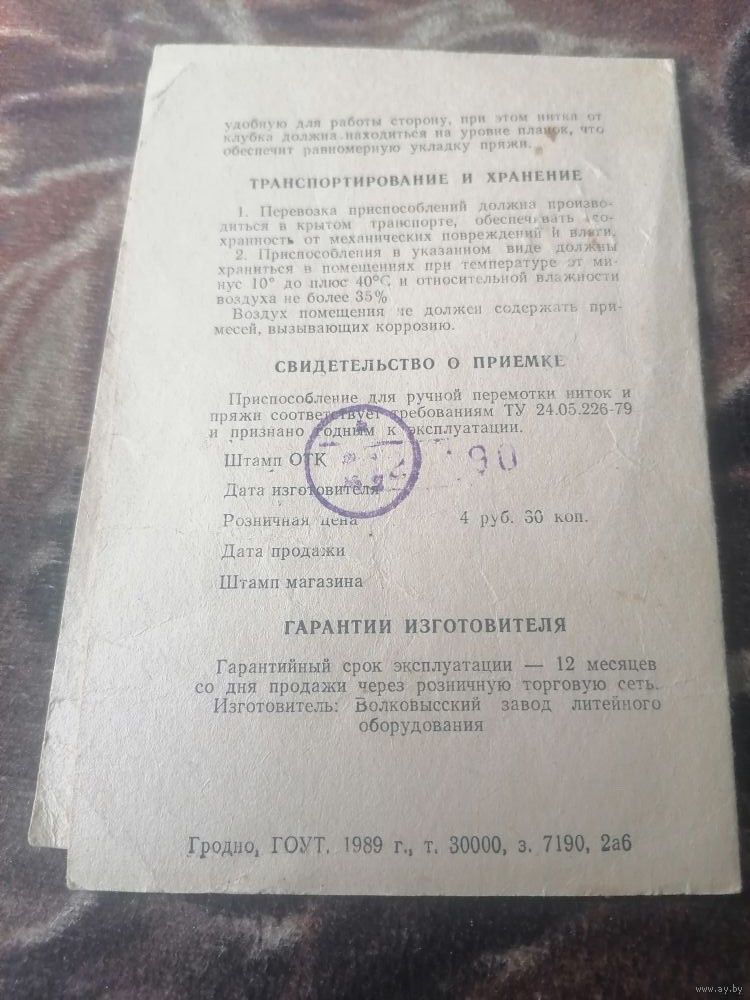 удобную для работы сторону, при этом нитка от
клубка должна находиться на уровне планок, что
обеспечит равномерную укладку пряжи.
ТРАНСПОРТИРОВАНИЕ И ХРАНЕНИЕ
1. Перевозка приспособлений должна произво-
диться в крытом транспорте, обеспечивать со-
хранность от механических повреждений и влаги.
2. Приспособления в указанном виде должны
храниться в помещениях при температуре от ми-
нус 10° до плюс 40°С и относительной влажности
воздуха не более 35%
Воздух помещения не должен содержать при-
месей, вызывающих коррозию.
СВИДЕТЕЛЬСТВО О ПРИЕМКЕ
Приспособление для ручной перемотки ниток и
пряжи соответствует требованиям ТУ 24.05.226-79
и признано годным к эксплуатации.
Штамп ОТК
90
Дата изготовителя
Розничная цена 4 руб. 30 коп.
Дата продажи
Штамп магазина
ГАРАНТИИ ИЗГОТОВИТЕЛЯ
Гарантийный срок эксплуатации — 12 месяцев
со дня продажи через розничную торговую сеть.
Изготовитель: Волковысский завод литейного
оборудования
Гродно, ГОУТ. 1989 г., т. 30000, з. 7190, 2а6
www.ay.by